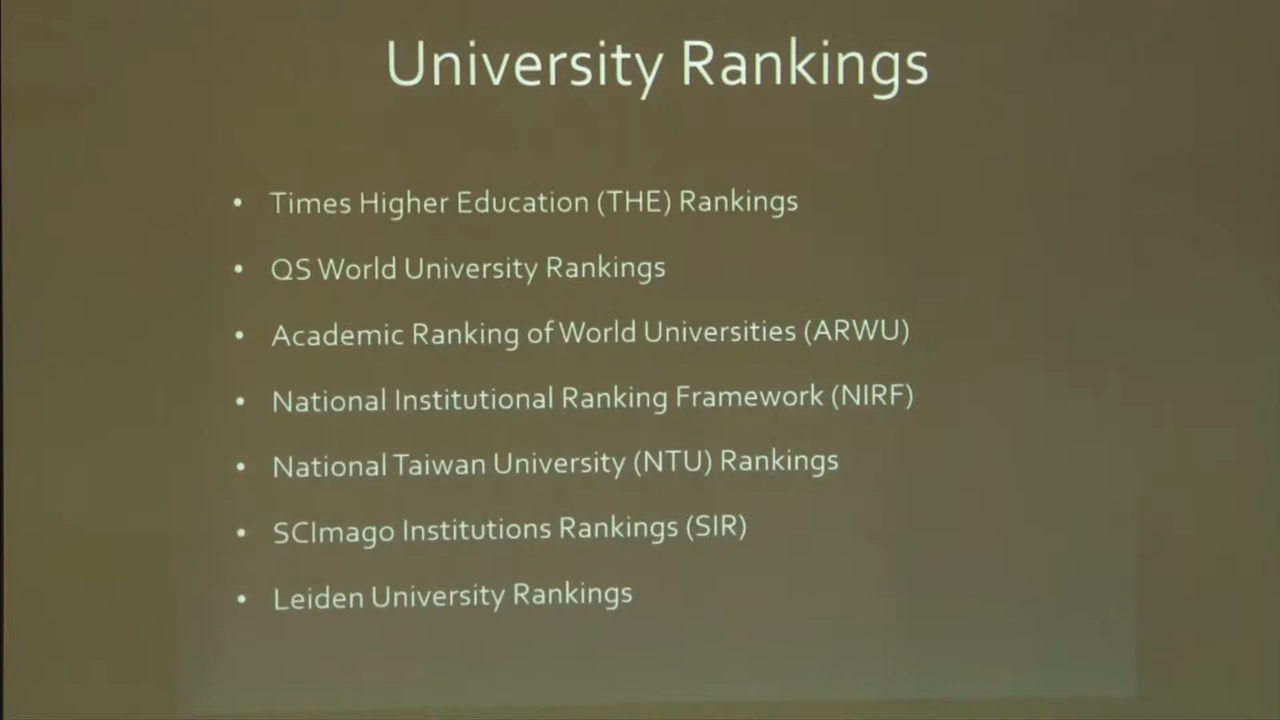 University Rankings
• Times Higher Education (THE) Rankings
• QS World University Rankings
• Academic Ranking of World Universities (ARWU)
• National Institutional Ranking Framework (NIRF)
• National Taiwan University (NTU) Rankings
• SCImago Institutions Rankings (SIR)
• Leiden University Rankings